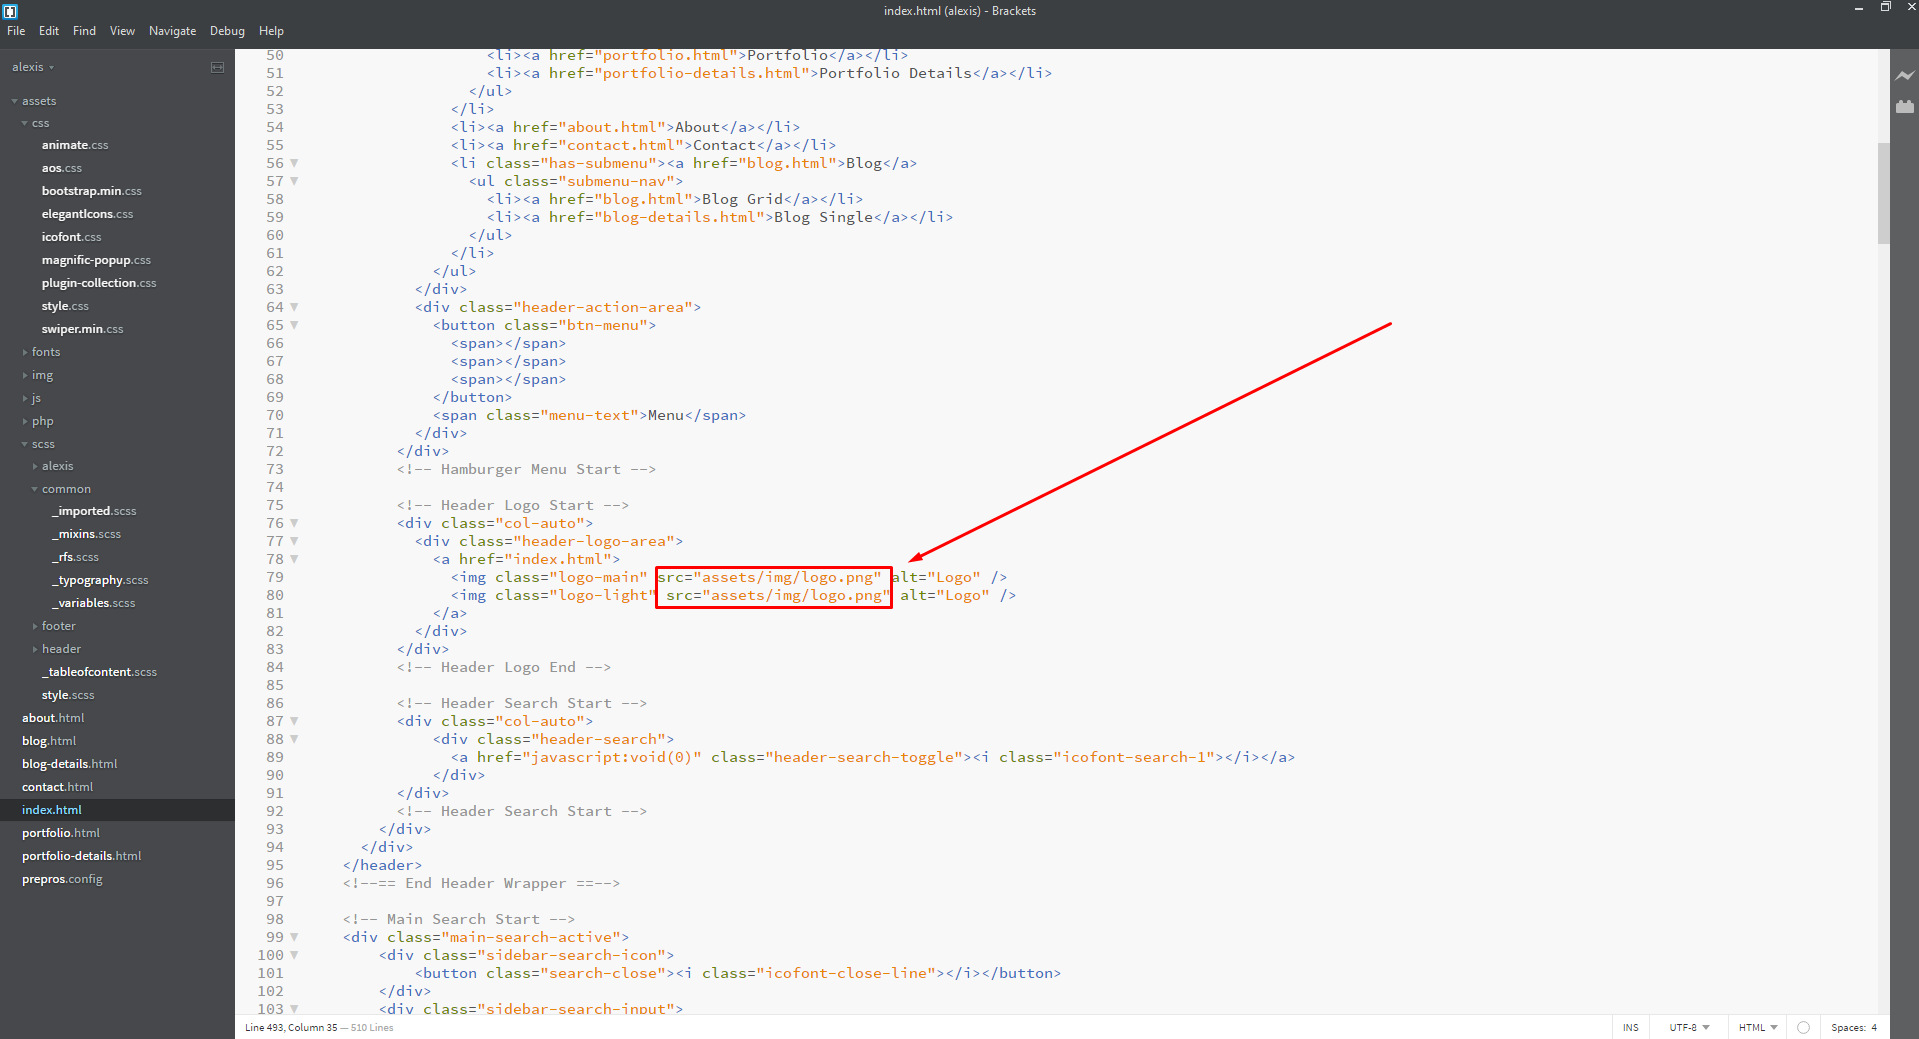 index.html (alexis) - Brackets
File Edit Find View Navigate Debug Help
alexis
assets
css
animate.css
aos.css
bootstrap.min.css
elegantIcons.css
icofont.css
magnific-popup.css
plugin-collection.css
style.css
swiper.min.css
fonts
img
js
php
scss
alexis
common
_imported.scss
_mixins.scss
_rfs.scss
_typography.scss
_variables.scss
footer
header
_tableofcontent.scss
style.scss
about.html
blog.html
blog-details.html
contact.html
index.html
portfolio.html
portfolio-details.html
prepros.config
50 <li><a href="portfolio.html">Portfolio</a></li>
51 <li><a href="portfolio-details.html">Portfolio Details</a></li>
52 </ul>
53 </li>
54 <li><a href="about.html">About</a></li>
55 <li><a href="contact.html">Contact</a></li>
56 <li class="has-submenu"><a href="blog.html">Blog</a>
57 <ul class="submenu-nav">
58 <li><a href="blog.html">Blog Grid</a></li>
59 <li><a href="blog-details.html">Blog Single</a></li>
60 </ul>
61 </li>
62 </ul>
63 </div>
64 <div class="header-action-area">
65 <button class="btn-menu">
66 <span></span>
67 <span></span>
68 <span></span>
69 </button>
70 <span class="menu-text">Menu</span>
71 </div>
72 </div>
73 <!-- Hamburger Menu Start -->
74
75 <!-- Header Logo Start -->
76 <div class="col-auto">
77 <div class="header-logo-area">
78 <a href="index.html">
79 <img class="logo-main" src="assets/img/logo.png" alt="Logo" />
80 <img class="logo-light" src="assets/img/logo.png" alt="Logo" />
81 </a>
82 </div>
83 </div>
84 <!-- Header Logo End -->
85
86 <!-- Header Search Start -->
87 <div class="col-auto">
88 <div class="header-search">
89 <a href="javascript:void(0)" class="header-search-toggle"><i class="icofont-search-1"></i></a>
90 </div>
91 </div>
92 <!-- Header Search Start -->
93 </div>
94 </div>
95 </header>
96 <!--== End Header Wrapper ==-->
97
98 <!-- Main Search Start -->
99 <div class="main-search-active">
100 <div class="sidebar-search-icon">
101 <button class="search-close"><i class="icofont-close-line"></i></button>
102 </div>
103 <div class="sidebar-search-input">
Line 493, Column 35 — 510 Lines
INS UTF-8 HTML Spaces: 4